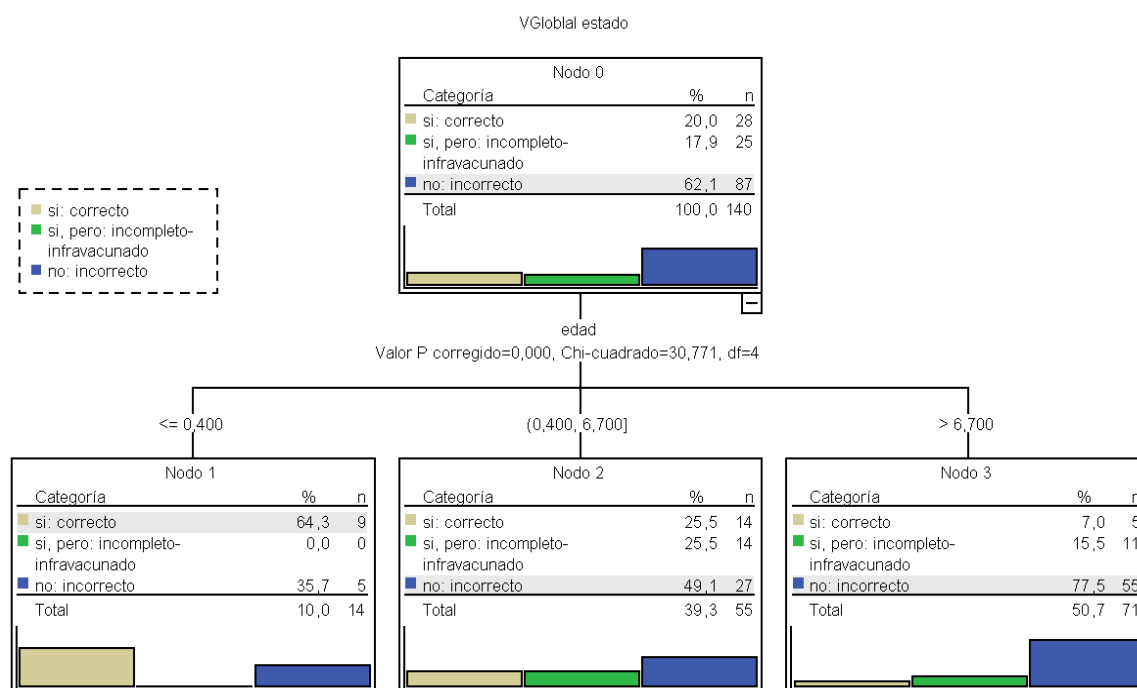 VGloblal estado
Nodo 0
Categoría % n
si: correcto 20,0 28
si, pero: incompleto- 17,9 25
infravacunado
no: incorrecto 62,1 87
Total 100,0 140
si: correcto
si, pero: incompleto-
infravacunado
no: incorrecto
edad
Valor P corregido=0,000, Chi-cuadrado=30,771, df=4
<= 0,400
(0,400, 6,700]
> 6,700
Nodo 1
Categoría % n
si: correcto 64,3 9
si, pero: incompleto- 0,0 0
infravacunado
no: incorrecto 35,7 5
Total 10,0 14
Nodo 2
Categoría % n
si: correcto 25,5 14
si, pero: incompleto- 25,5 14
infravacunado
no: incorrecto 49,1 27
Total 39,3 55
Nodo 3
Categoría % n
si: correcto 7,0 5
si, pero: incompleto- 15,5 11
infravacunado
no: incorrecto 77,5 55
Total 50,7 71